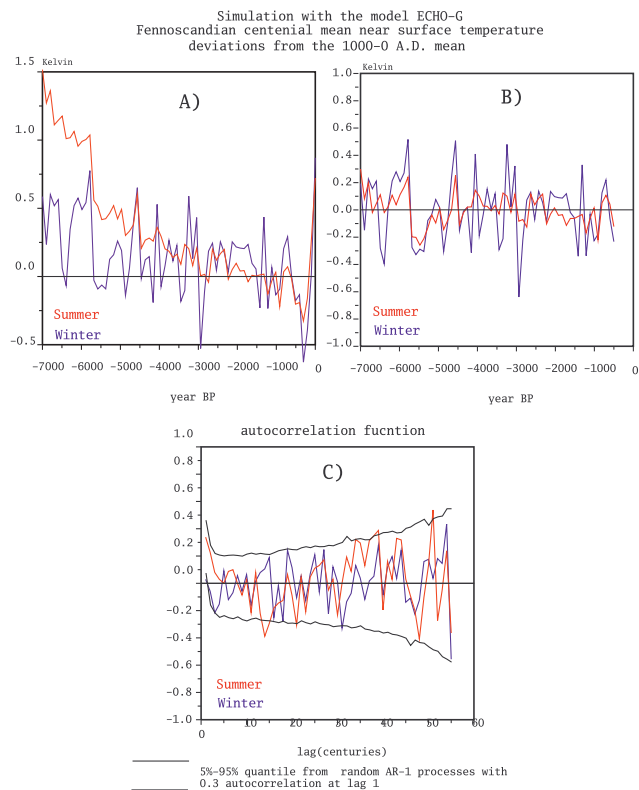 Simulation with the model ECHO-G
Fennoscandian centenial mean near surface temperature
deviations from the 1000-0 A.D. mean
Kelvin
1.5
1.0
0.5
0.0
-0.5
A)
Summer
Winter
-7000 -6000 -5000 -4000 -3000 -2000 -1000 0
year BP
Kelvin
1.0
0.8
0.6
0.4
0.2
0.0
-0.2
-0.4
-0.6
-0.8
-1.0
B)
Summer
Winter
-7000 -6000 -5000 -4000 -3000 -2000 -1000 0
year BP
autocorrelation fucntion
1.0
0.8
0.6
0.4
0.2
0.0
-0.2
-0.4
-0.6
-0.8
-1.0
C)
Summer
Winter
0 10 20 30 40 50 60
lag(centuries)
5%-95% quantile from random AR-1 processes with
0.3 autocorrelation at lag 1